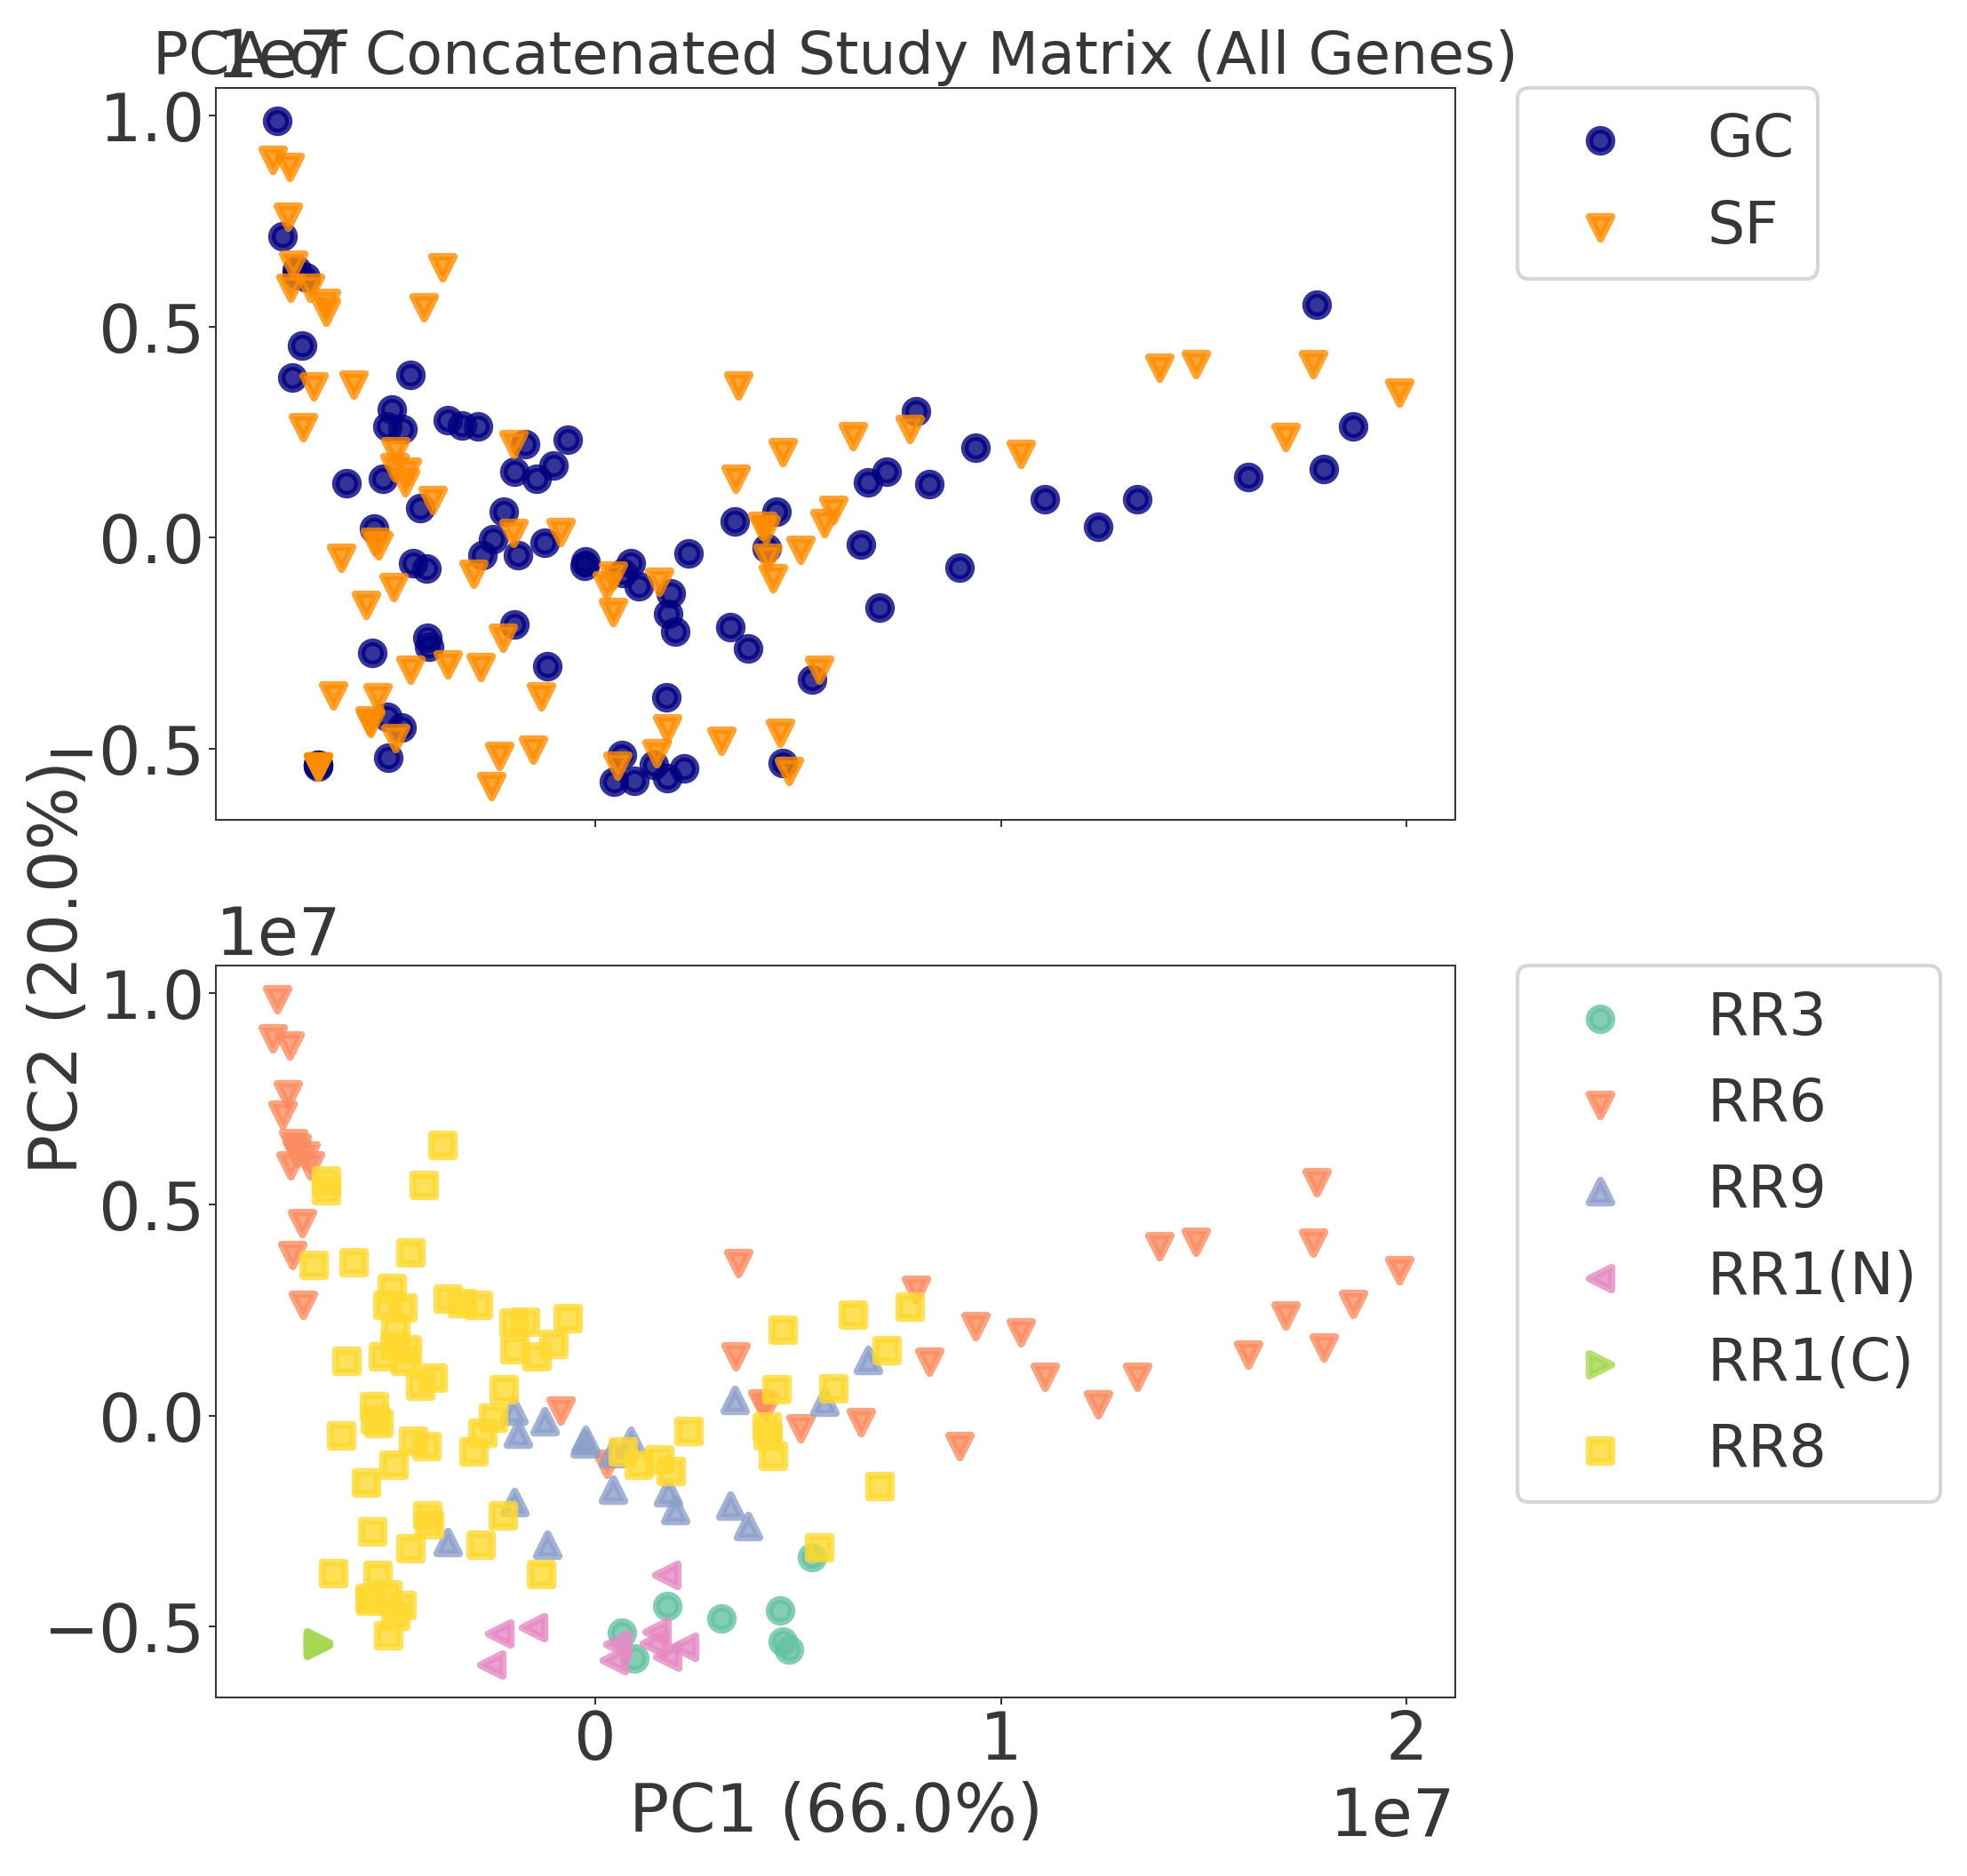 PCA of Concatenated Study Matrix (All Genes)
1e7
1.0
0.5
0.0
−0.5
GC
SF
PC2 (20.0%)
1e7
1.0
0.5
0.0
−0.5
RR3
RR6
RR9
RR1(N)
RR1(C)
RR8
0 1 2
PC1 (66.0%)
1e7